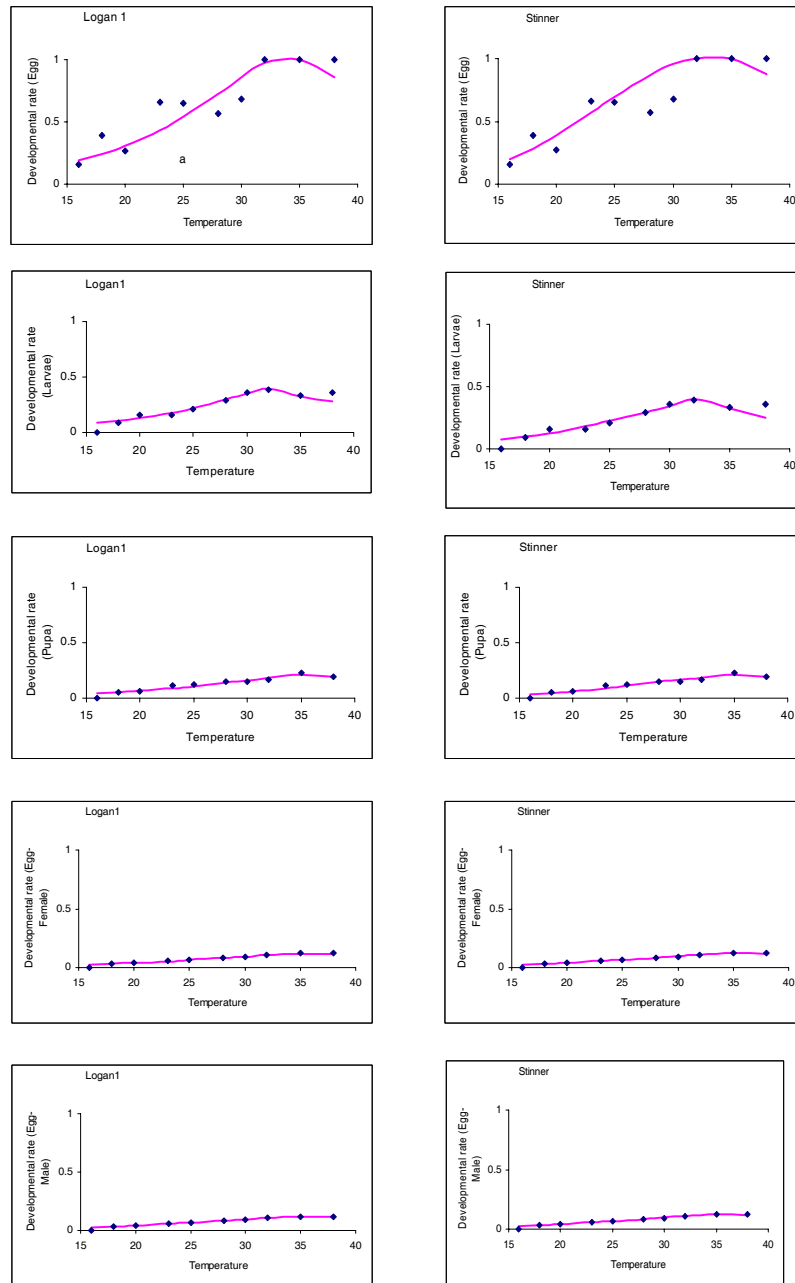 Logan 1
Developmental rate (Egg)
1
0.5
0
a
15 20 25 30 35 40
Temperature
Stinner
Developmental rate (Egg)
1
0.5
0
15 20 25 30 35 40
Temperature
Logan1
Developmental rate
(Larvae)
1
0.5
0
15 20 25 30 35 40
Temperature
Stinner
Developmental rate (Larvae)
1
0.5
0
15 20 25 30 35 40
Temperature
Logan1
Developmental rate
(Pupa)
1
0.5
0
15 20 25 30 35 40
Temperature
Stinner
Developmental rate
(Pupa)
1
0.5
0
15 20 25 30 35 40
Temperature
Logan1
Developmental rate (Egg-
Female)
1
0.5
0
15 20 25 30 35 40
Temperature
Stinner
Developmental rate (Egg-
Female)
1
0.5
0
15 20 25 30 35 40
Temperature
Logan1
Developmental rate (Egg-
Male)
1
0.5
0
15 20 25 30 35 40
Temperature
Stinner
Developmental rate (Egg-
Male)
1
0.5
0
15 20 25 30 35 40
Temperature